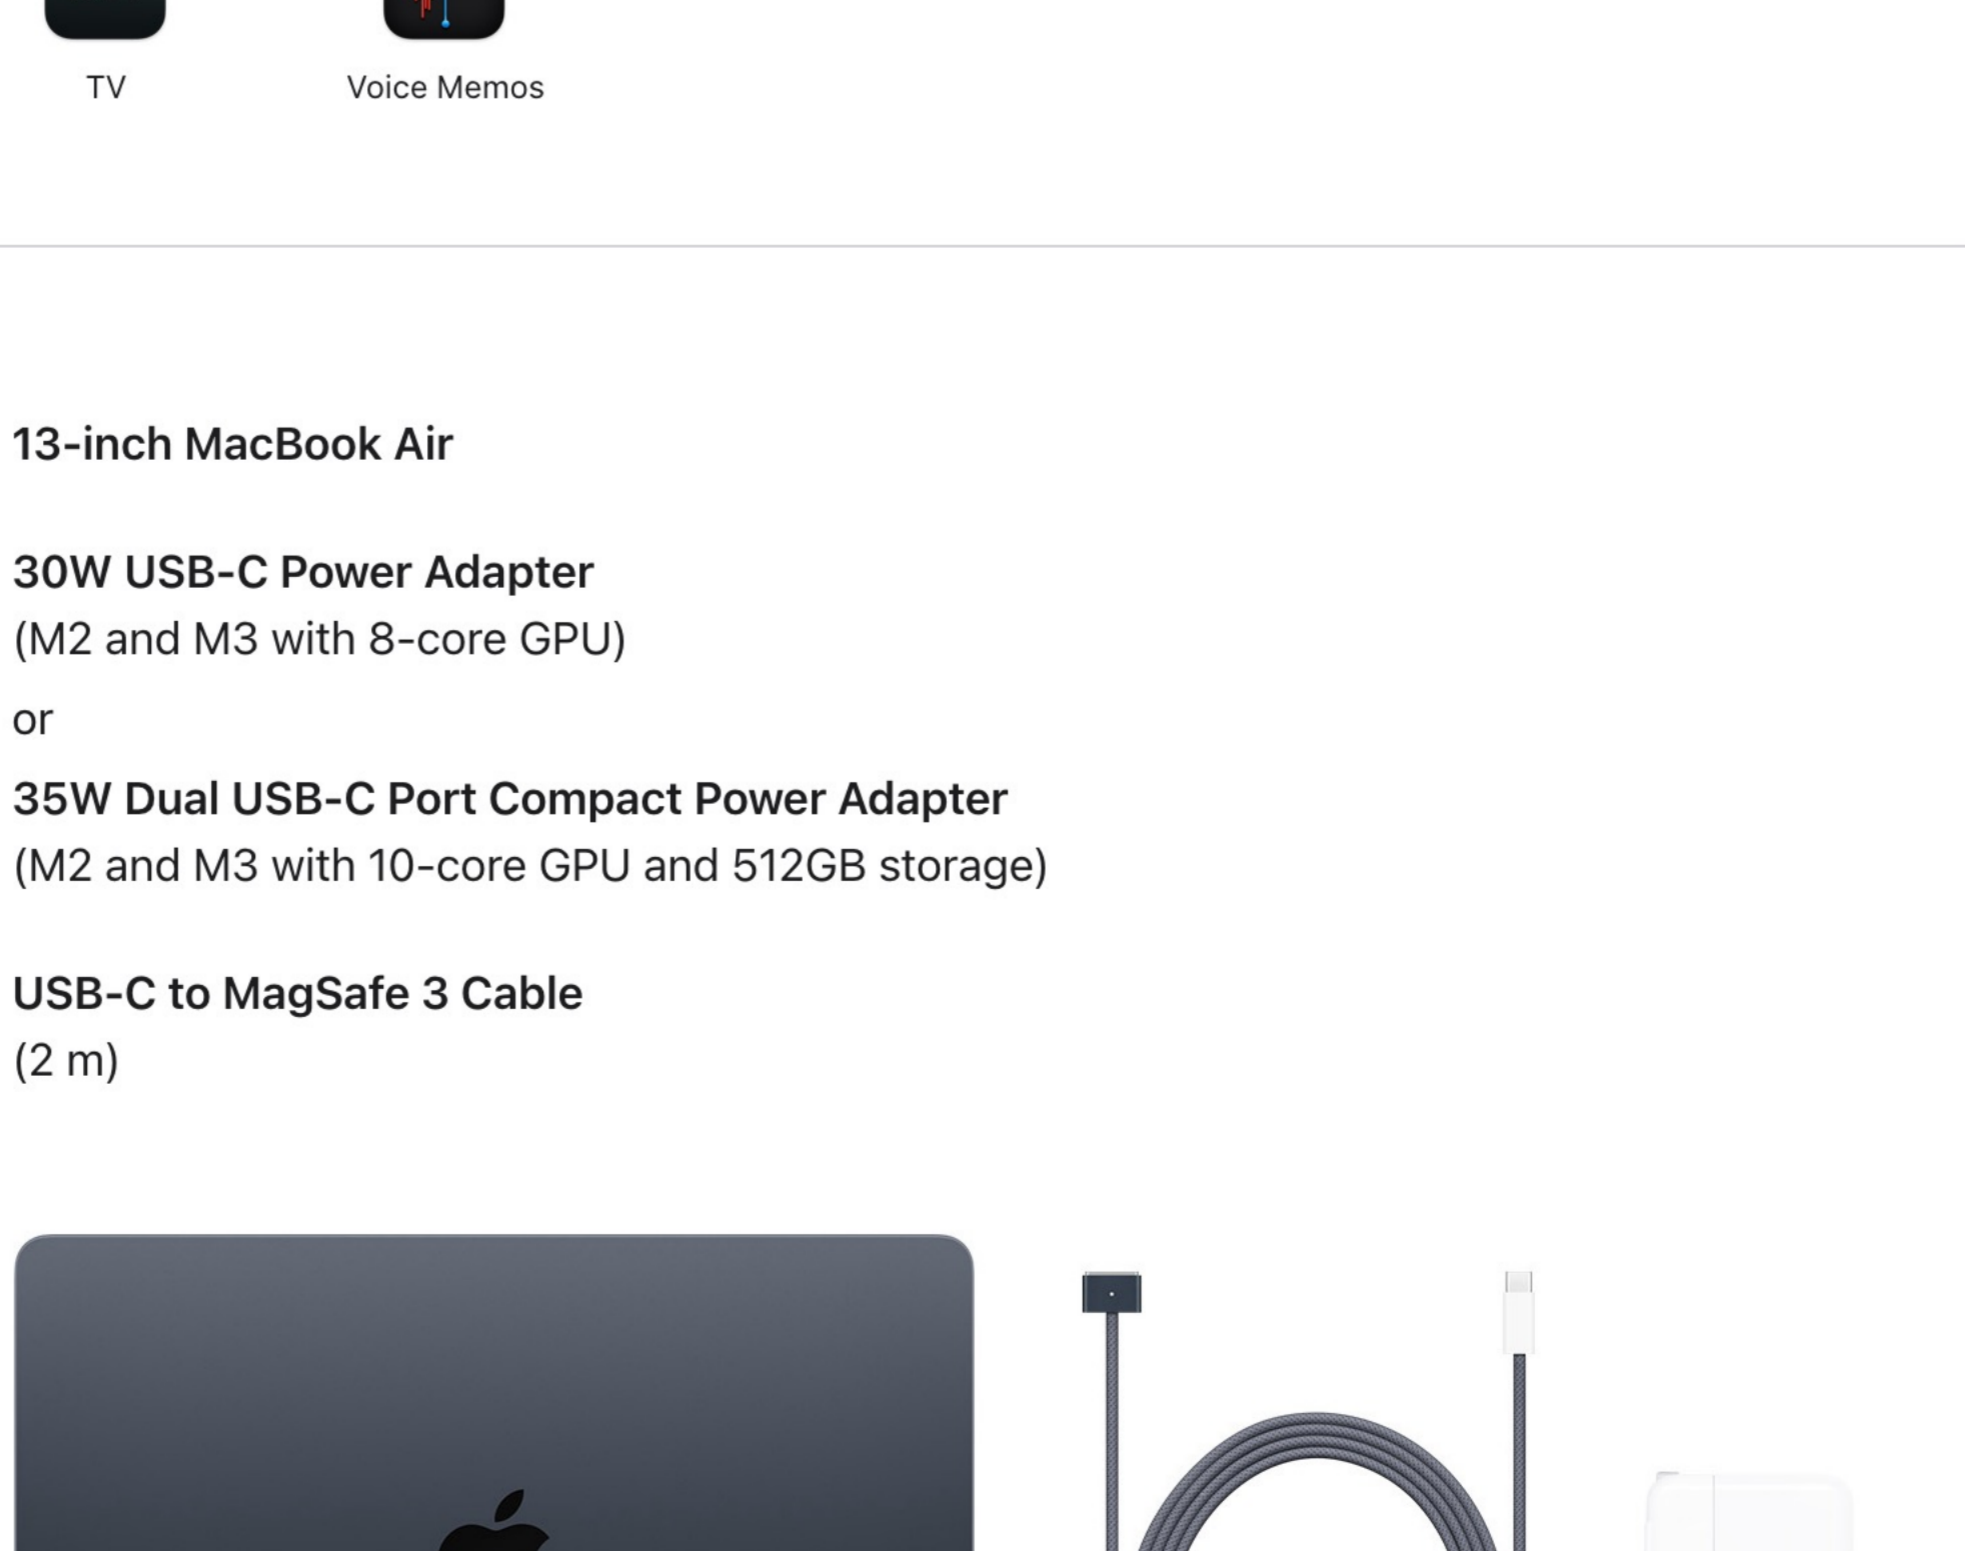 TV
Voice Memos
13-inch MacBook Air
30W USB-C Power Adapter
(M2 and M3 with 8-core GPU)
or
35W Dual USB-C Port Compact Power Adapter
(M2 and M3 with 10-core GPU and 512GB storage)
USB-C to MagSafe 3 Cable
(2 m)